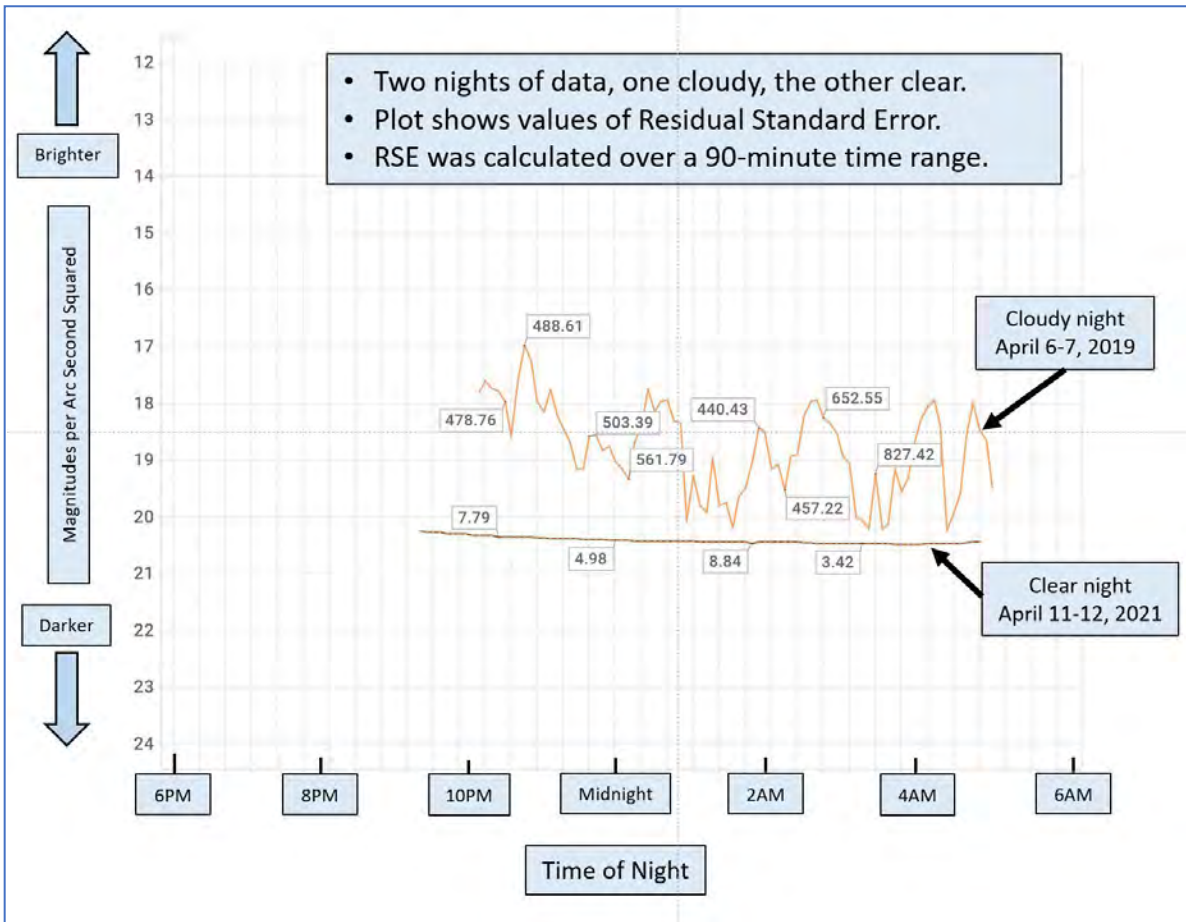 • Two nights of data, one cloudy, the other clear.
• Plot shows values of Residual Standard Error.
• RSE was calculated over a 90-minute time range.
Brighter
Magnitudes per Arc Second Squared
Darker
12
13
14
15
16
17
18
19
20
21
22
23
24
488.61
478.76
503.39
561.79
440.43
652.55
457.22
827.42
7.79
4.98
8.84
3.42
Cloudy night
April 6-7, 2019
Clear night
April 11-12, 2021
6PM
8PM
10PM
Midnight
2AM
4AM
6AM
Time of Night